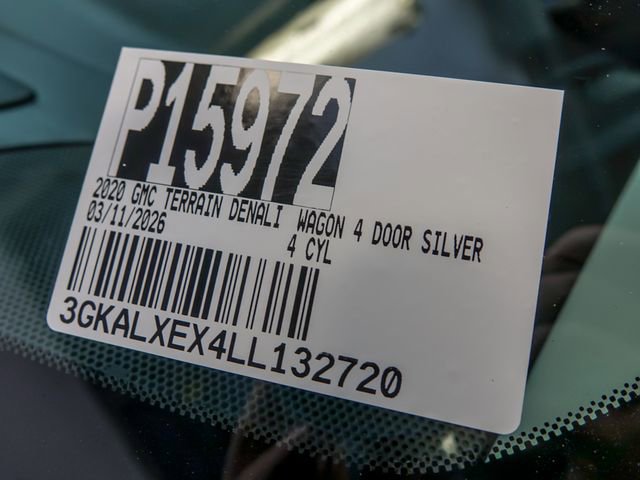 P15972
2020 GMC TERRAIN DENALI WAGON 4 DOOR SILVER
03/11/2026 4 CYL
3GKALXEX4LL132720